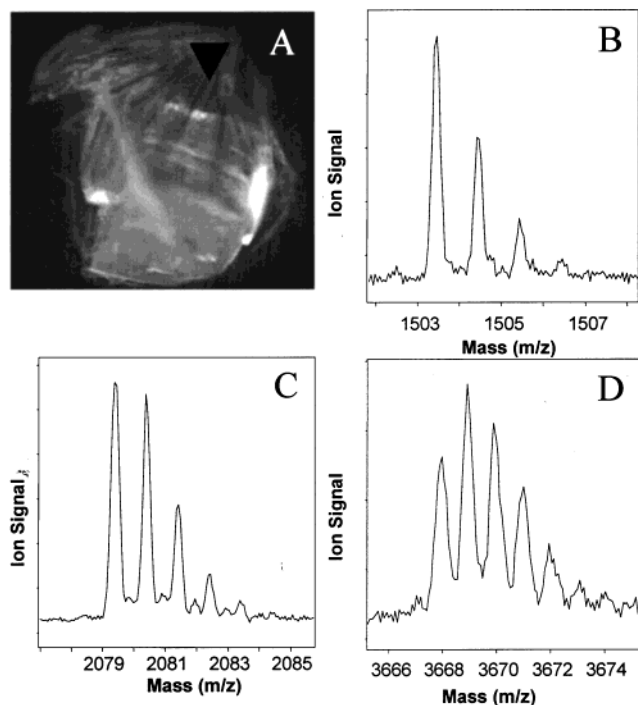 A
B
Ion Signal
1503 1505 1507
Mass (m/z)
C
Ion Signal
2079 2081 2083 2085
Mass (m/z)
D
Ion Signal
3666 3668 3670 3672 3674
Mass (m/z)